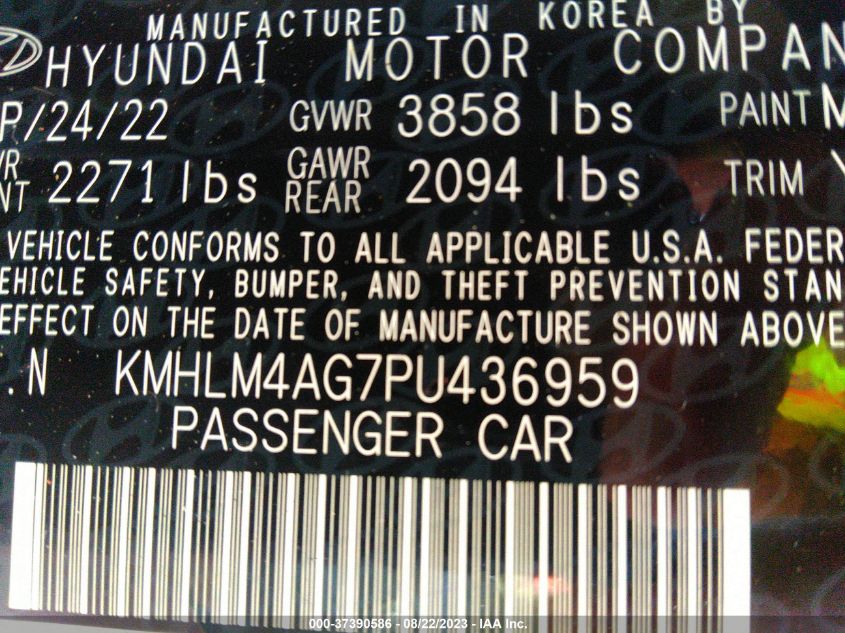 MANUFACTURED IN KOREA BY
HYUNDAI MOTOR COMPAN
P/24/22 GVWR 3858 lbs PAINT M
WR NT 2271 lbs GAWR REAR 2094 lbs TRIM Y
VEHICLE CONFORMS TO ALL APPLICABLE U.S.A. FEDER
EHICLE SAFETY, BUMPER, AND THEFT PREVENTION STAN
EFFECT ON THE DATE OF MANUFACTURE SHOWN ABOVE
.N KMHLM4AG7PU436959
PASSENGER CAR
000-37390586 - 08/22/2023 - IAA Inc.